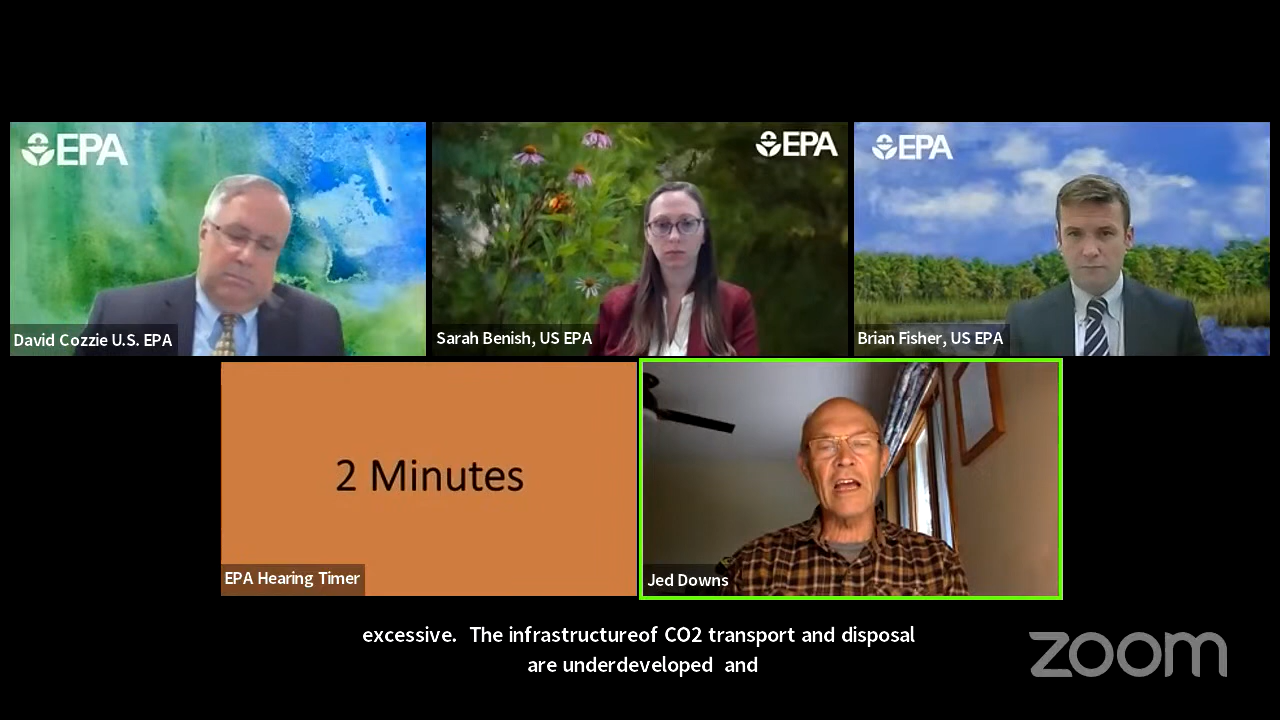 EPA
EPA
EPA
David Cozzie U.S. EPA
Sarah Benish, US EPA
Brian Fisher, US EPA
2 Minutes
EPA Hearing Timer
Jed Downs
excessive.  The infrastructureof CO2 transport and disposal
are underdeveloped  and
zoom